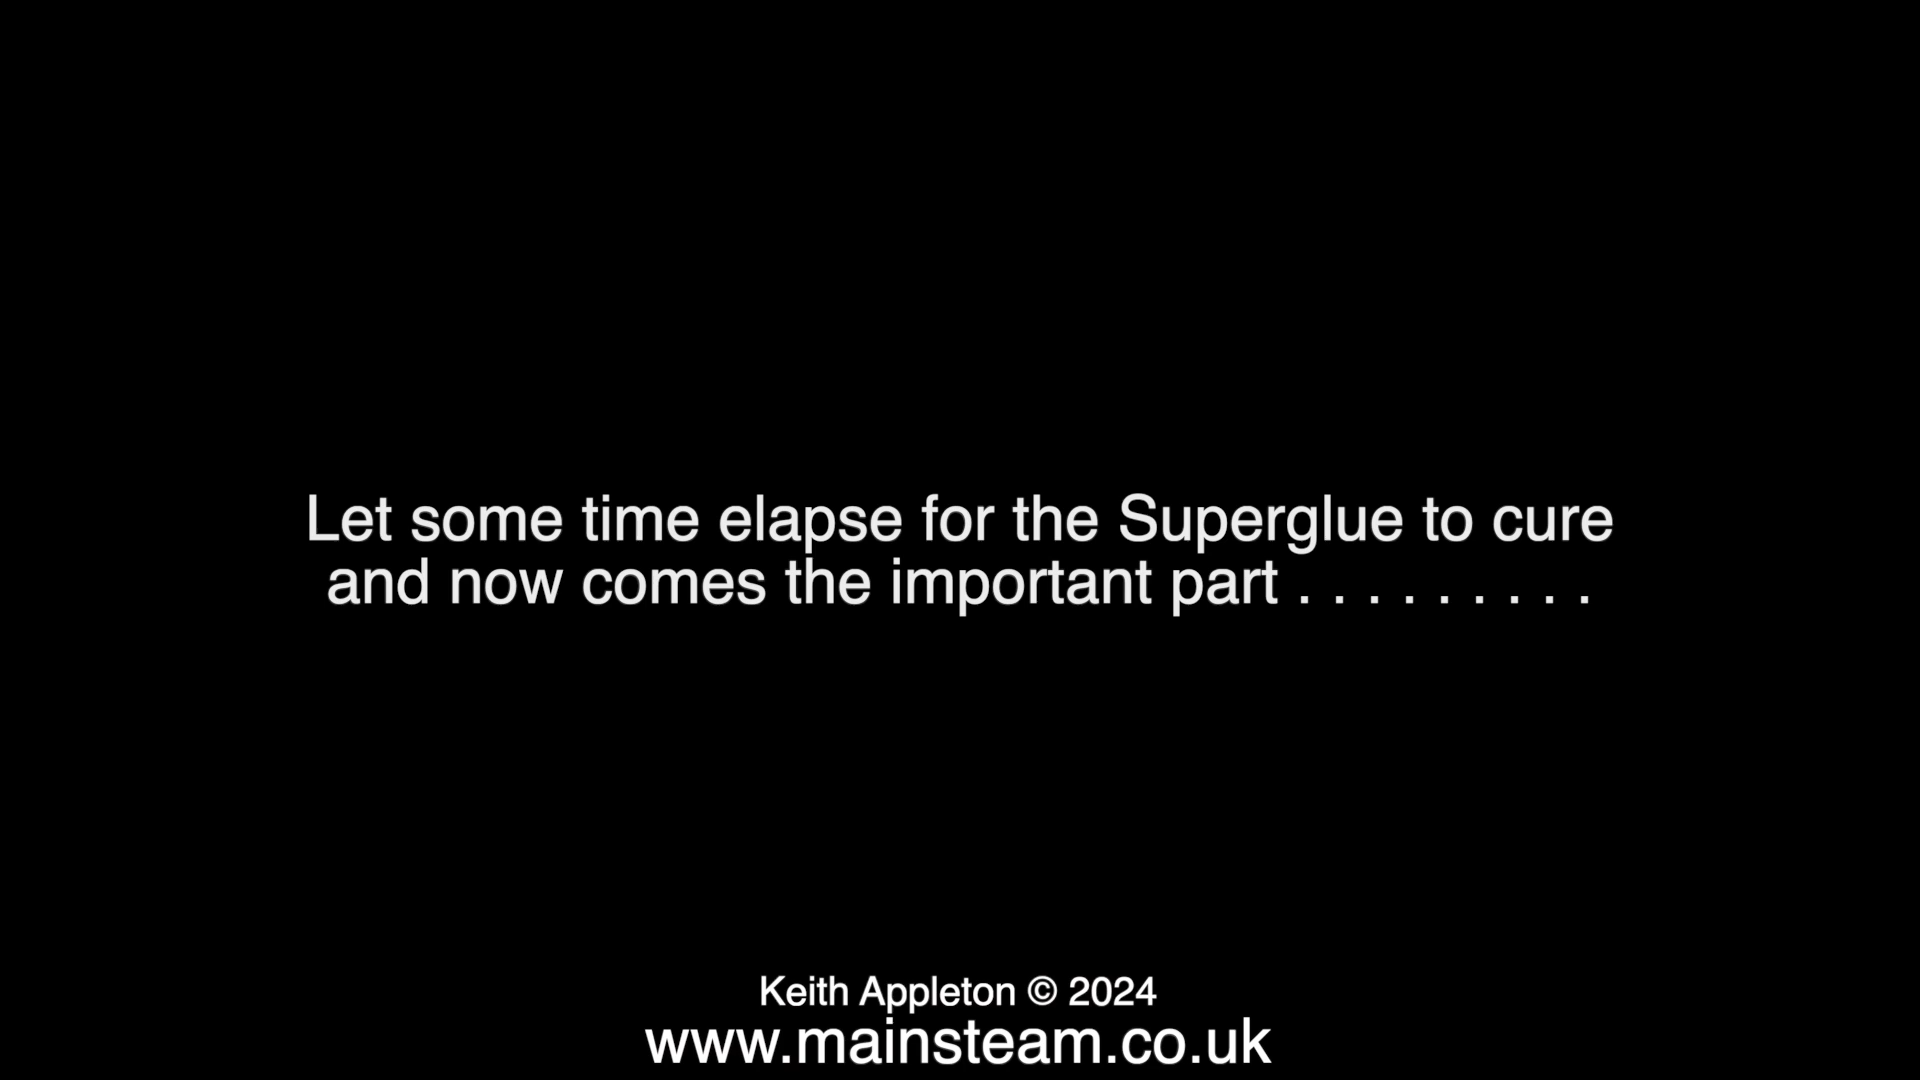 Let some time elapse for the Superglue to cure
and now comes the important part . . . . . . . . .
Keith Appleton © 2024
www.mainsteam.co.uk